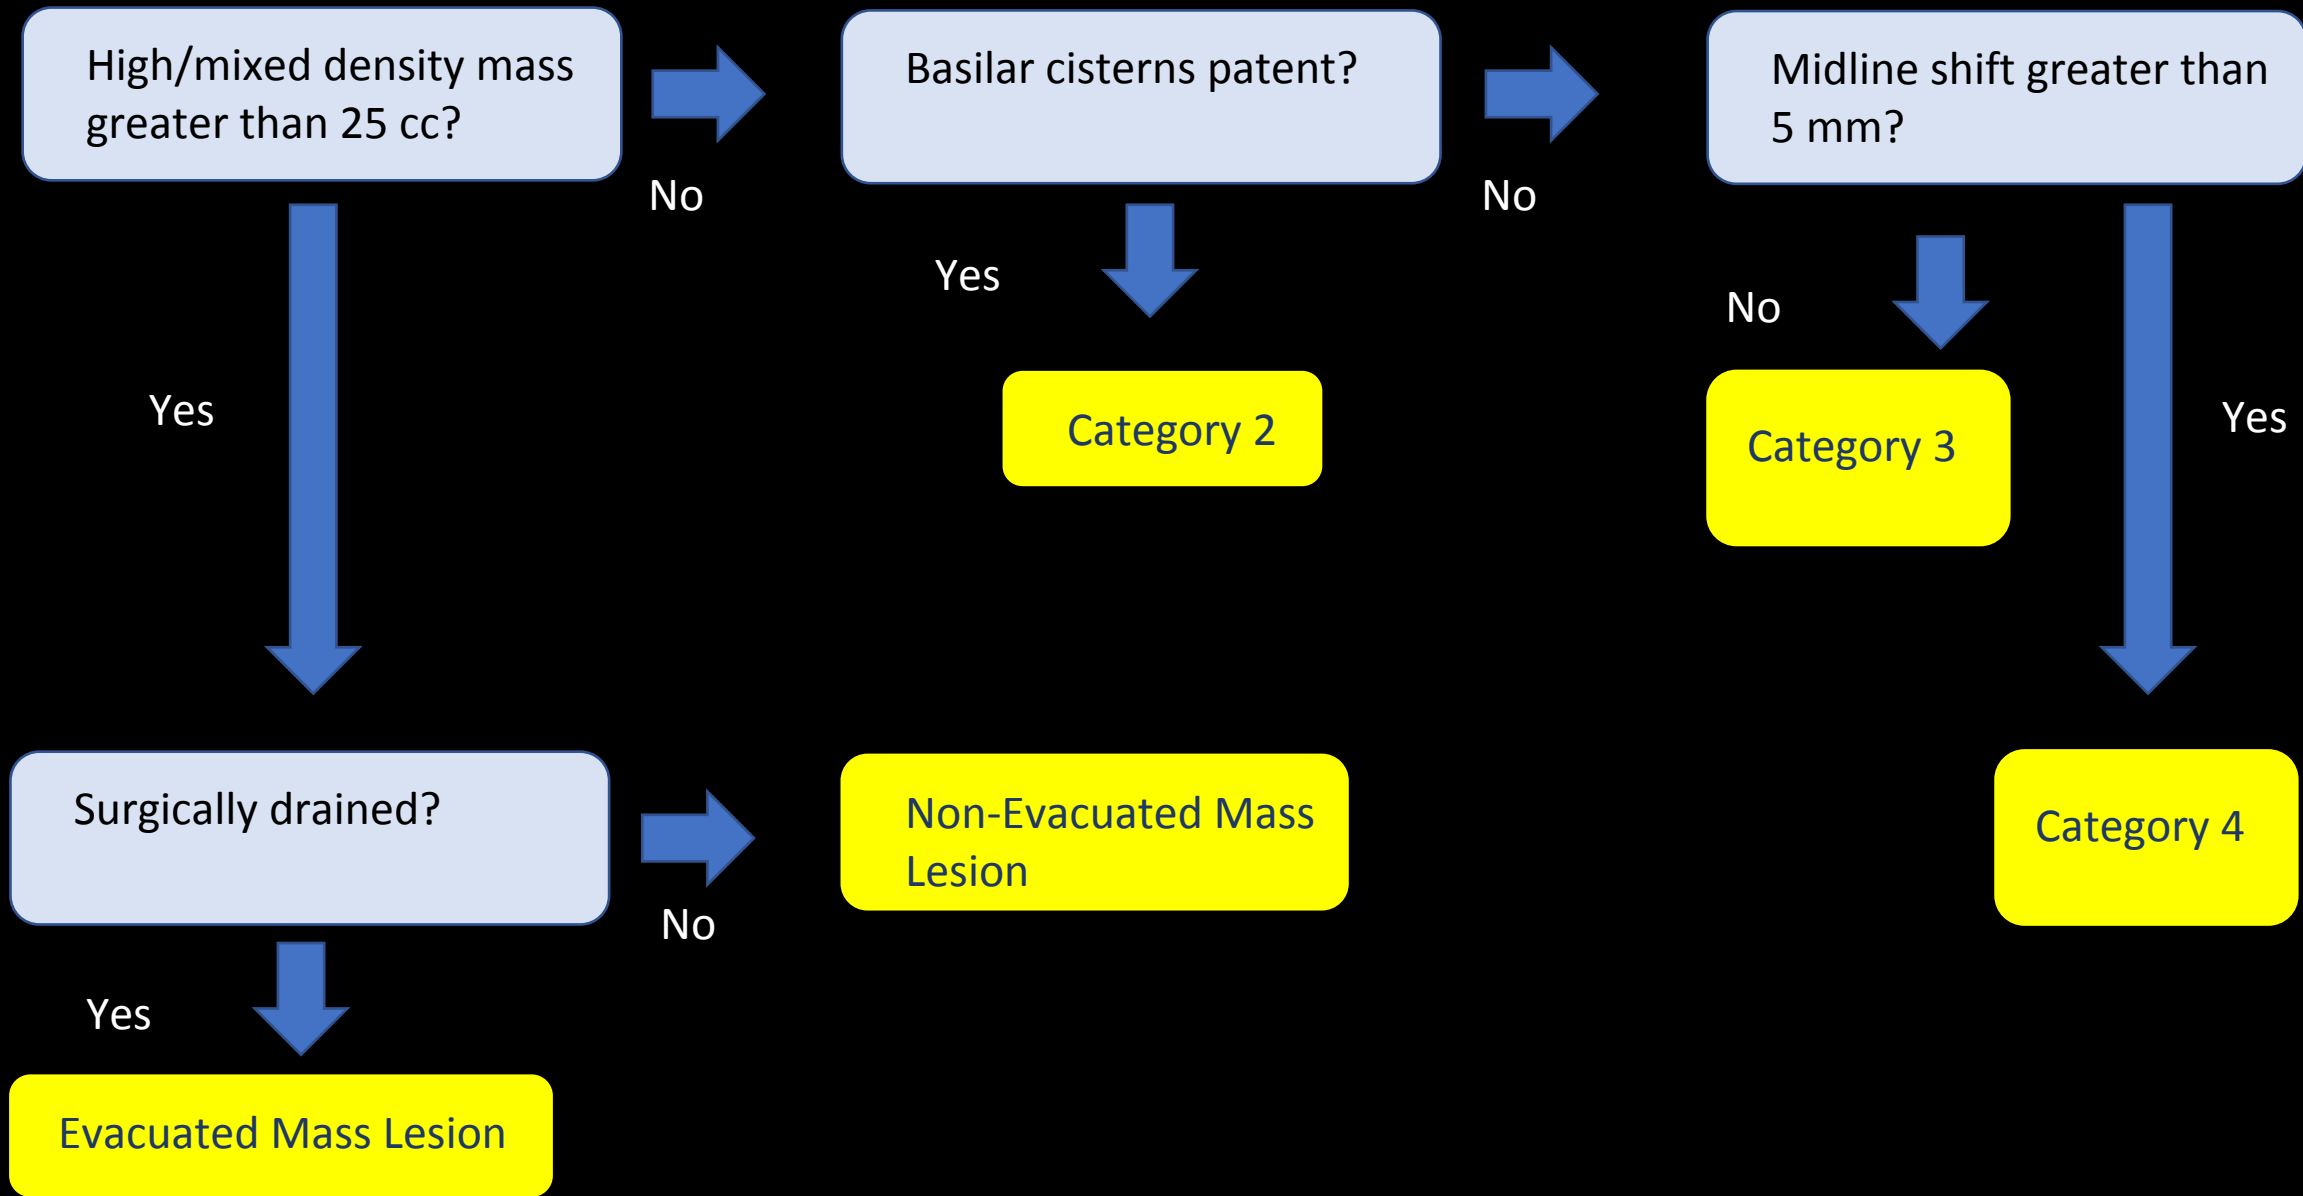 High/mixed density mass
greater than 25 cc?
No
Basilar cisterns patent?
No
Midline shift greater than
5 mm?
Yes
Category 2
No
Category 3
Yes
Category 4
Yes
Surgically drained?
No
Non-Evacuated Mass
Lesion
Yes
Evacuated Mass Lesion